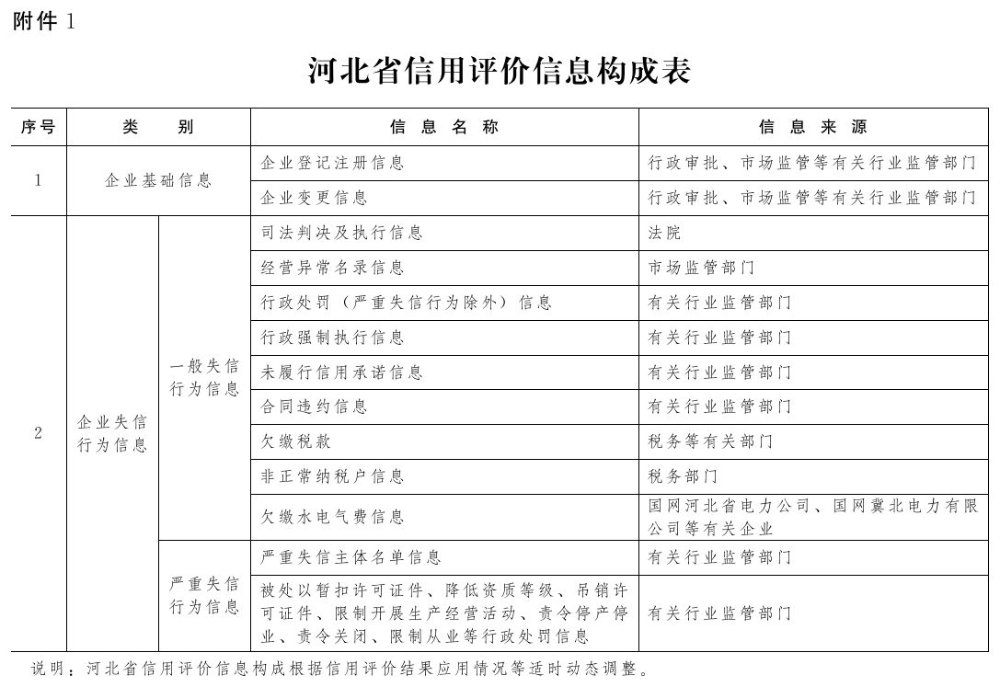 附件 1
河北省信用评价信息构成表
序号 类 别 信 息 名 称 信 息 来 源
1 企业基础信息 企业登记注册信息 行政审批、市场监管等有关行业监管部门
企业变更信息 行政审批、市场监管等有关行业监管部门
2 企业失信
行为信息
一般失信
行为信息
司法判决及执行信息 法院
经营异常名录信息 市场监管部门
行政处罚（严重失信行为除外）信息 有关行业监管部门
行政强制执行信息 有关行业监管部门
未履行信用承诺信息 有关行业监管部门
合同违约信息 有关行业监管部门
欠缴税款 税务等有关部门
非正常纳税户信息 税务部门
欠缴水电气费信息 国网河北省电力公司、国网冀北电力有限
公司等有关企业
严重失信
行为信息
严重失信主体名单信息 有关行业监管部门
被处以暂扣许可证件、降低资质等级、吊销许
可证件、限制开展生产经营活动、责令停产停
业、责令关闭、限制从业等行政处罚信息
有关行业监管部门
说明：河北省信用评价信息构成根据信用评价结果应用情况等适时动态调整。